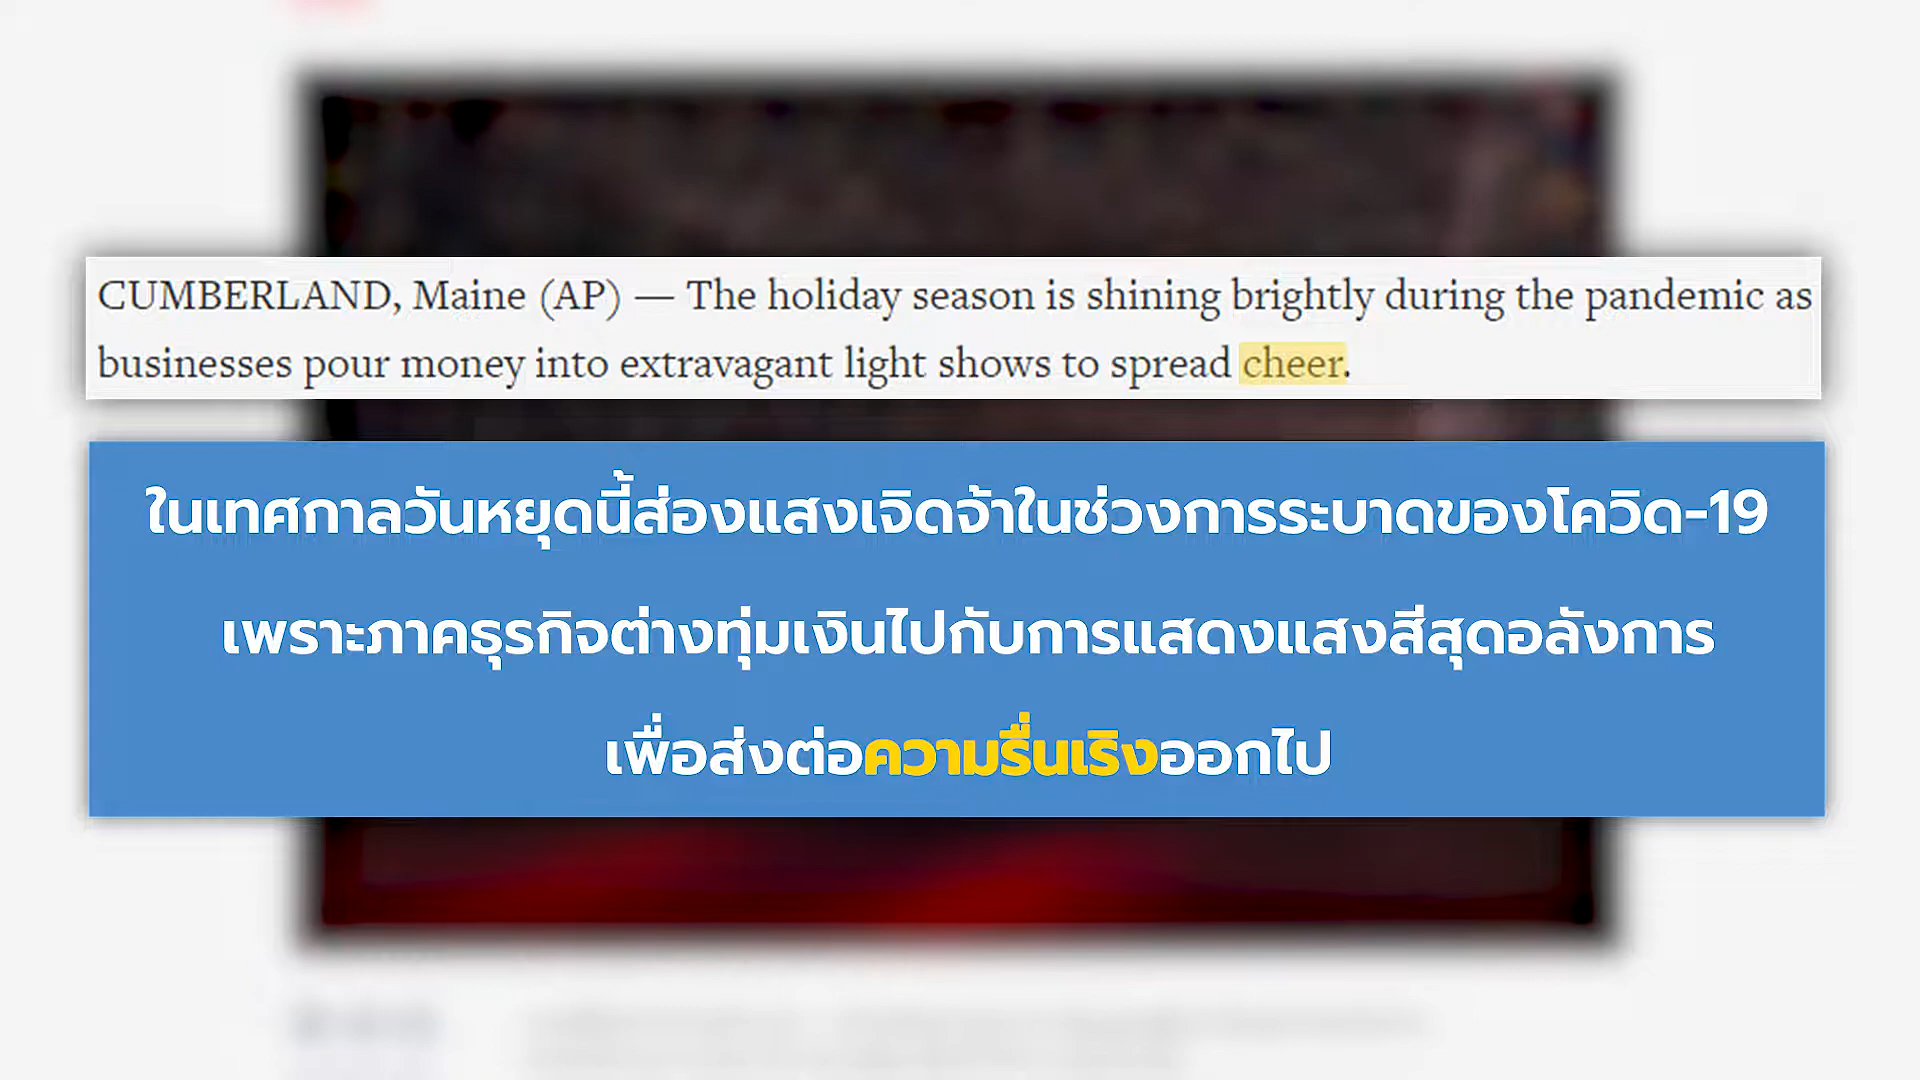 CUMBERLAND, Maine (AP) — The holiday season is shining brightly during the pandemic as
businesses pour money into extravagant light shows to spread cheer.
ในเทศกาลวันหยุดนี้ส่องแสงเจิดจ้าในช่วงการระบาดของโควิด-19
เพราะภาคธุรกิจต่างทุ่มเงินไปกับการแสดงแสงสีสุดอลังการ
เพื่อส่งต่อความรื่นเริงออกไป